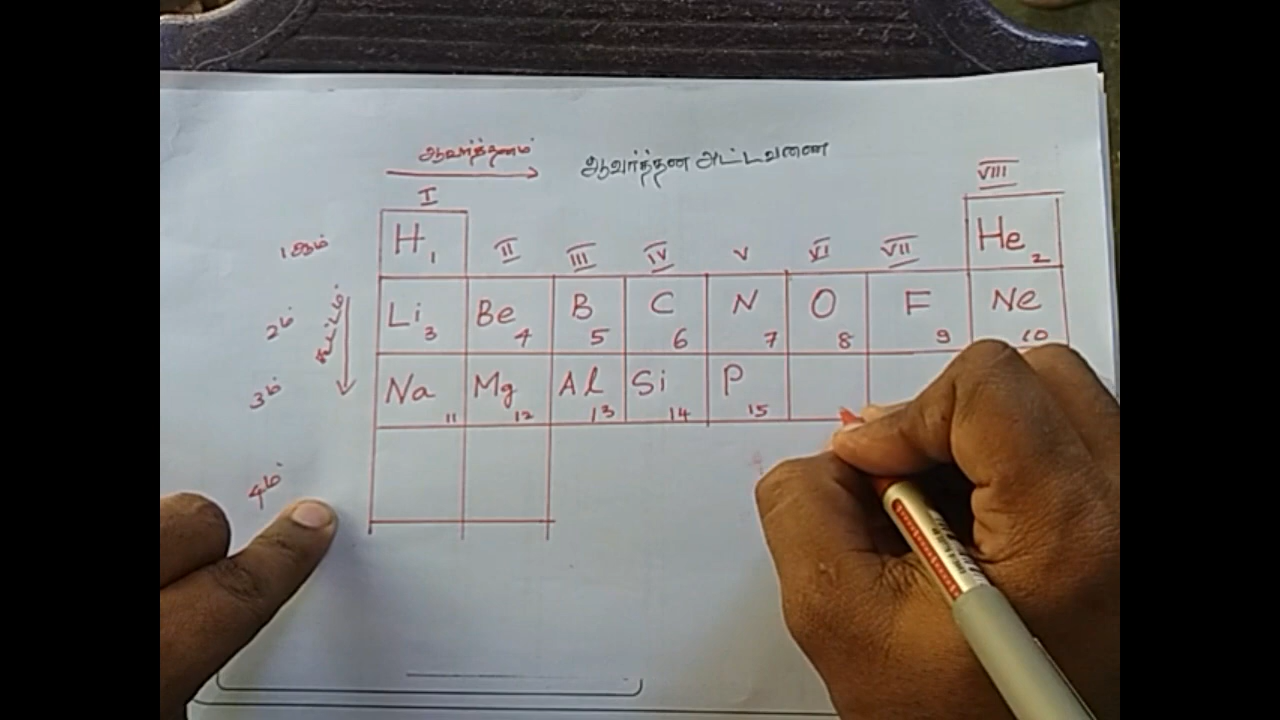 ஆவர்த்தனம் ஆவர்த்தன அட்டவணை
I VIII
1ஆம் H 1 He 2
II III IV V VI VII
2ம் Li 3 Be 4 B 5 C 6 N 7 O 8 F 9 Ne 10
கூட்டம்
3ம் Na 11 Mg 12 Al 13 Si 14 P 15
4ம்